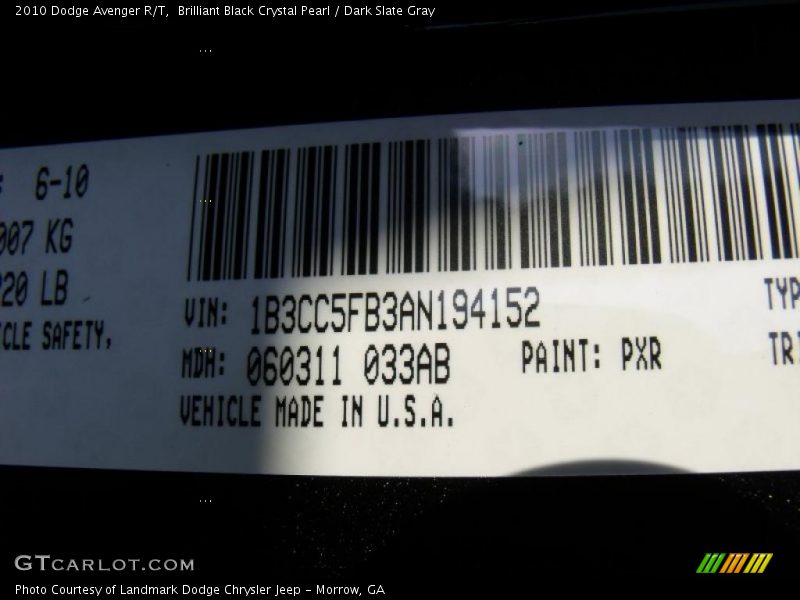 2010 Dodge Avenger R/T, Brilliant Black Crystal Pearl / Dark Slate Gray
6-10
KG
LB
SAFETY,
VIN: 1B3CC5FB3AN194152
MDH: 060311 033AB PAINT: PXR
VEHICLE MADE IN U.S.A.
GTCARLOT.COM
Photo Courtesy of Landmark Dodge Chrysler Jeep - Morrow, GA